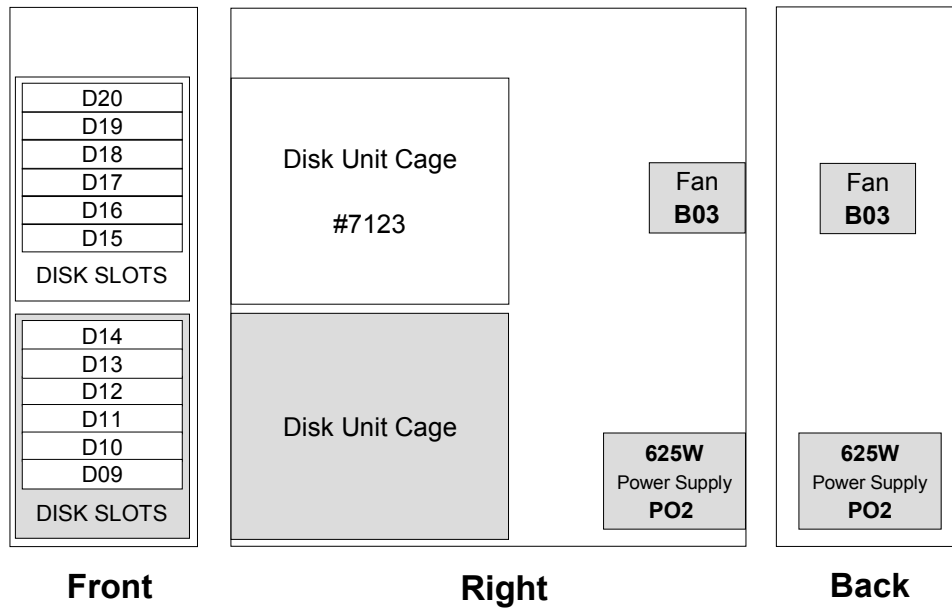 D20
D19
D18
D17
D16
D15
DISK SLOTS
D14
D13
D12
D11
D10
D09
DISK SLOTS
Front
Disk Unit Cage
#7123
Fan
B03
Disk Unit Cage
625W
Power Supply
PO2
Right
Fan
B03
625W
Power Supply
PO2
Back